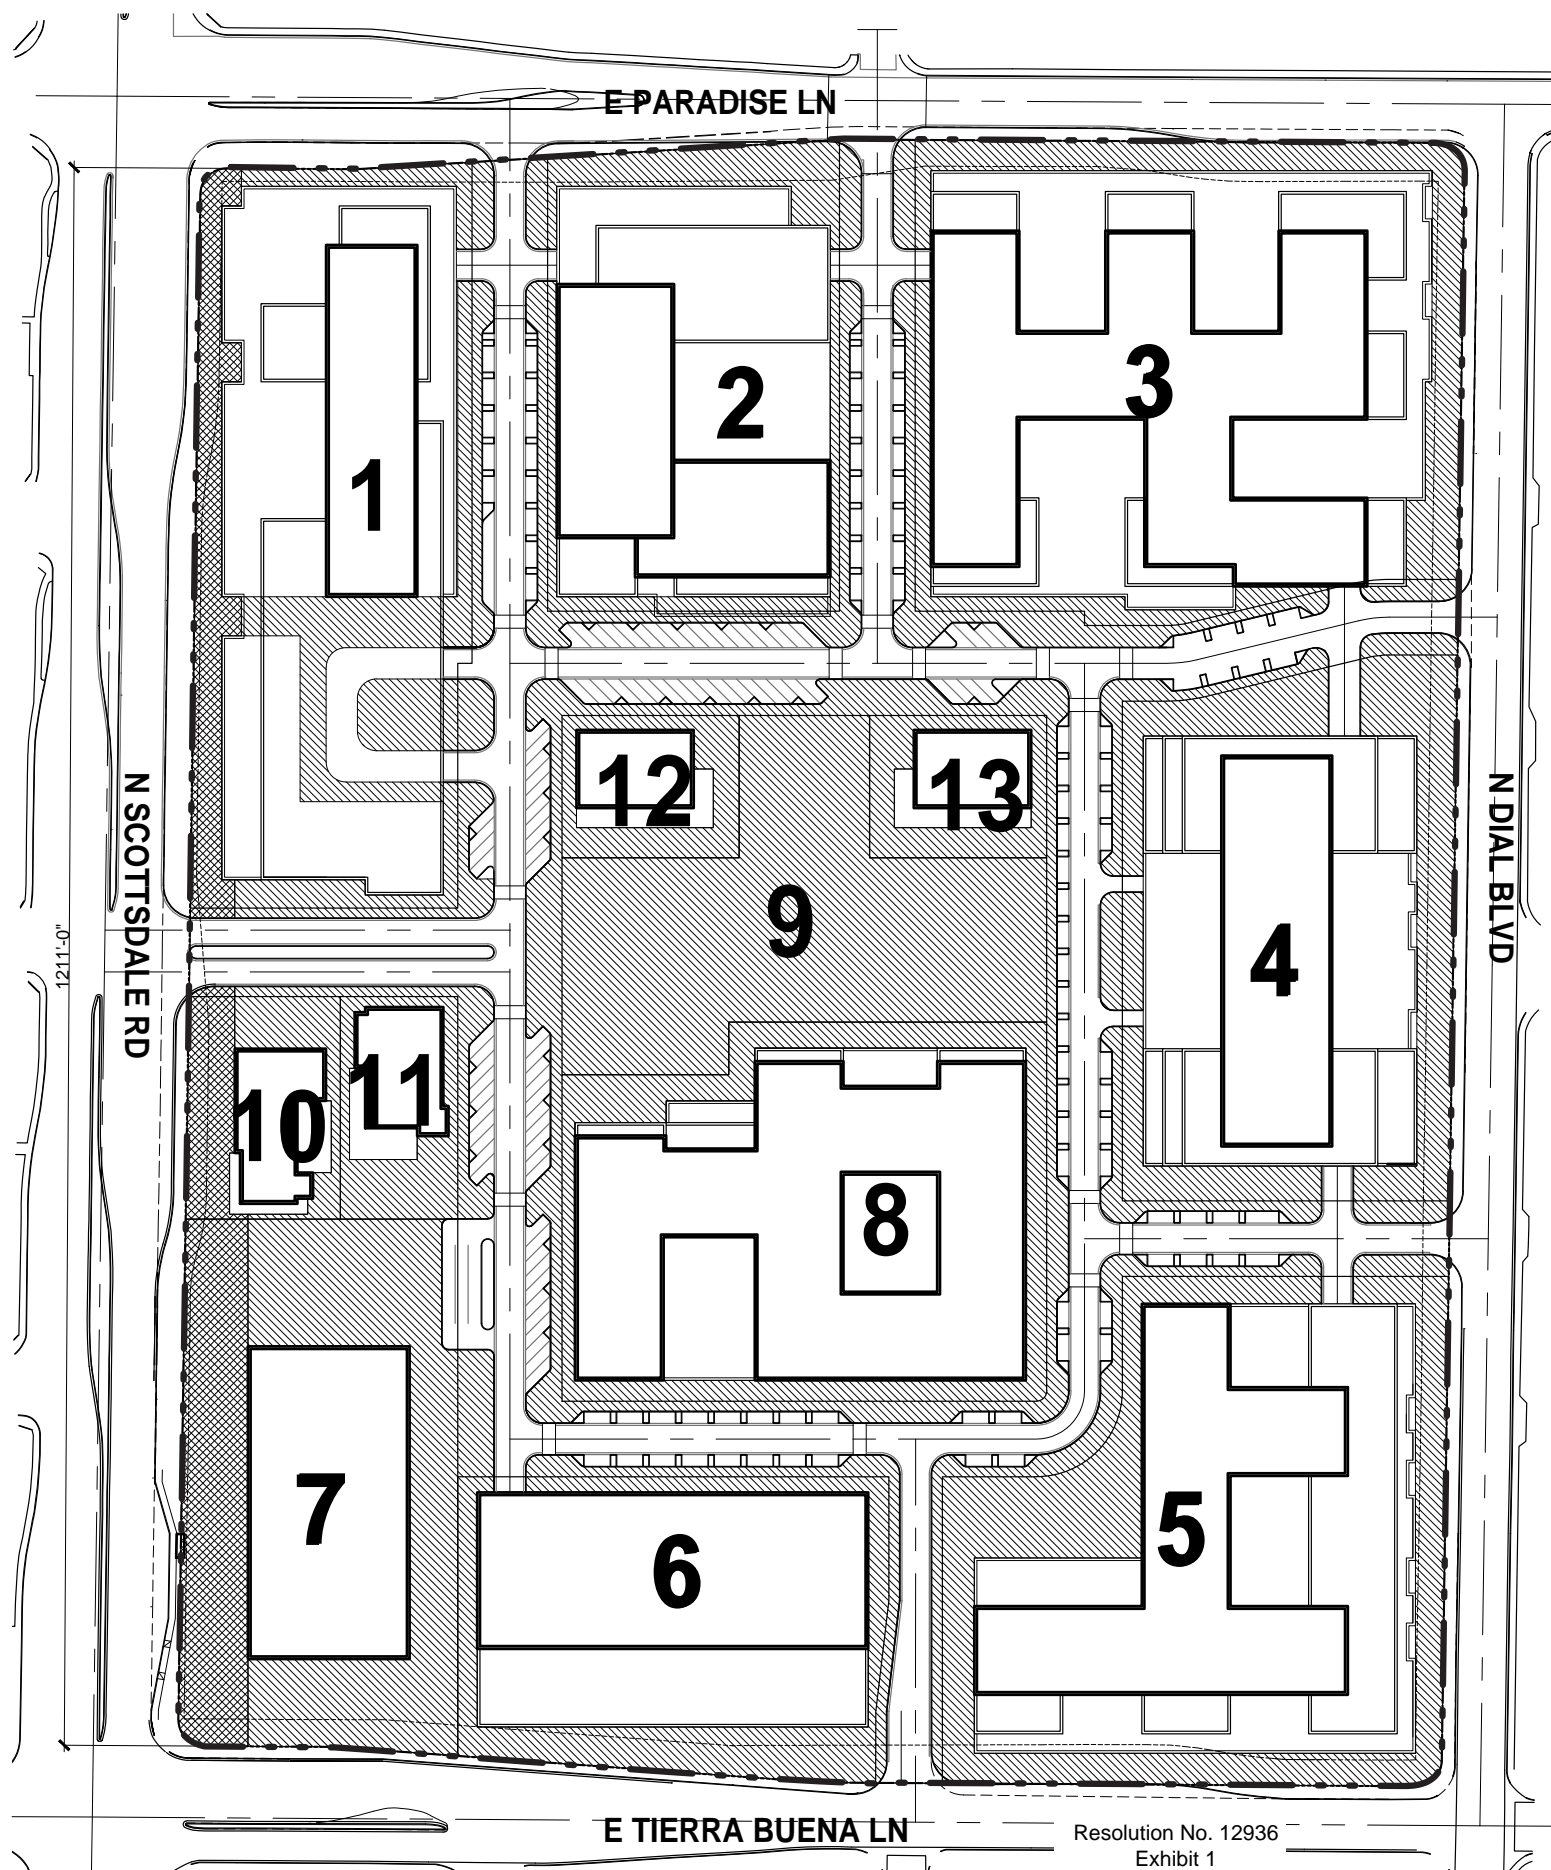 E PARADISE LN
1
2
3
12
13
N SCOTTSDALE RD
1211'-0"
N DIAL BLVD
9
4
10
11
8
7
6
5
E TIERRA BUENA LN
Resolution No. 12936
Exhibit 1